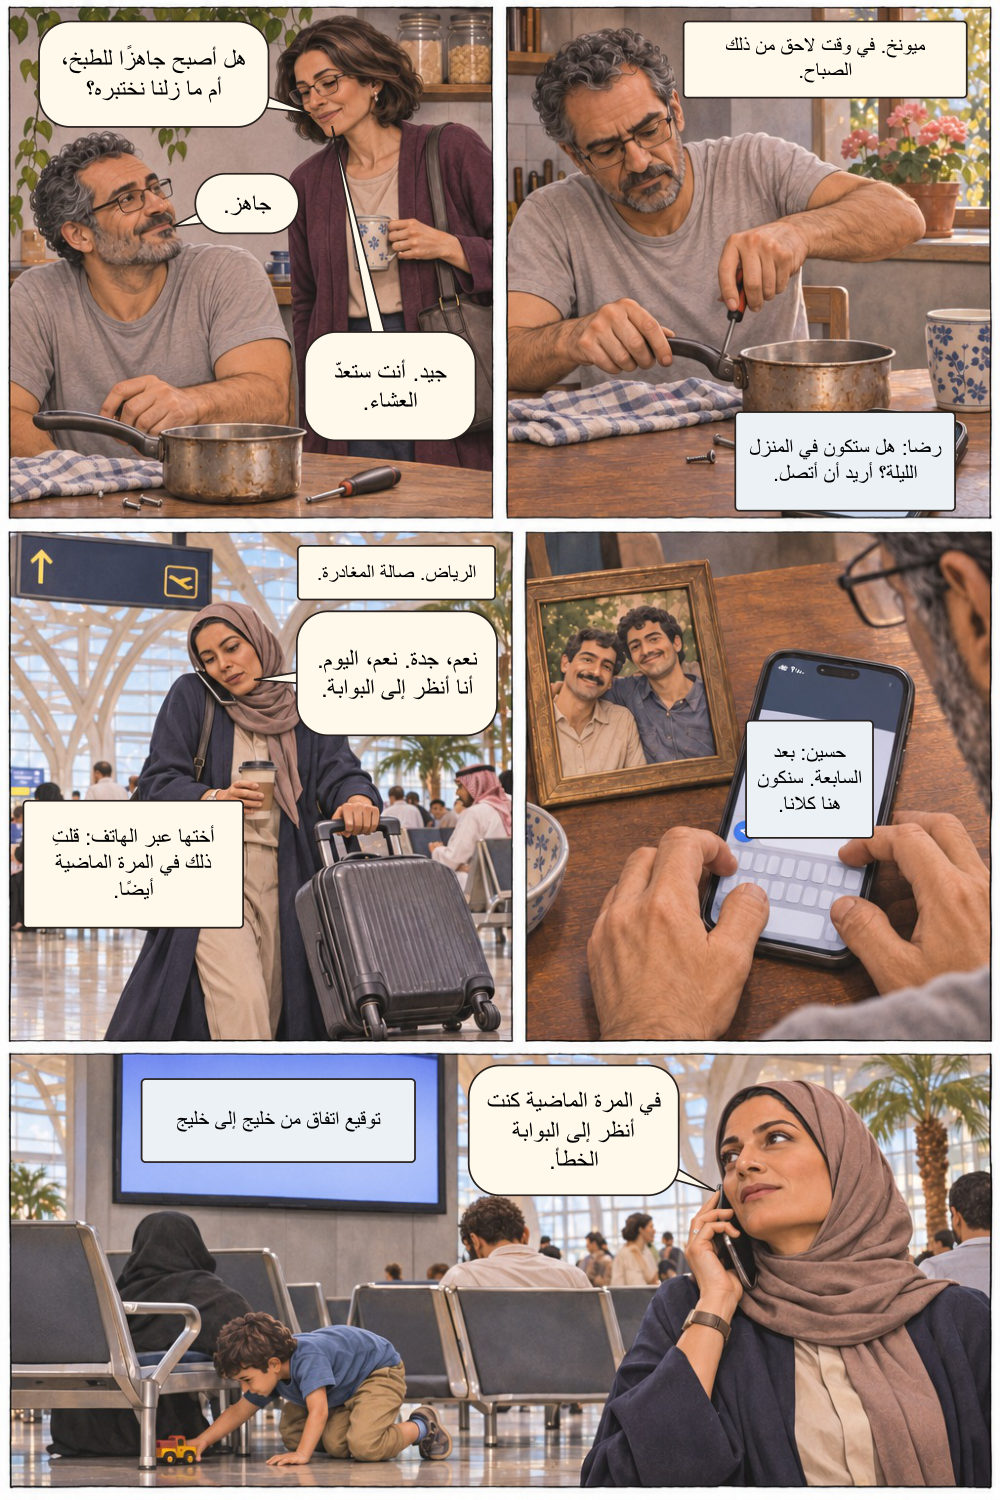 هل أصبح جاهزًا للطبخ،
أم ما زلنا نختبره؟
جاهز.
جيد. أنت ستعدّ
العشاء.
ميونخ. في وقت لاحق من ذلك
الصباح.
رضا: هل ستكون في المنزل
الليلة؟ أريد أن أتصل.
الرياض. صالة المغادرة.
نعم، جدة. نعم، اليوم.
أنا أنظر إلى البوابة.
أختها عبر الهاتف: قلتِ
ذلك في المرة الماضية
أيضًا.
حسين: بعد
السابعة. سنكون
هنا كلانا.
توقيع اتفاق من خليج إلى خليج
في المرة الماضية كنت
أنظر إلى البوابة
الخطأ.